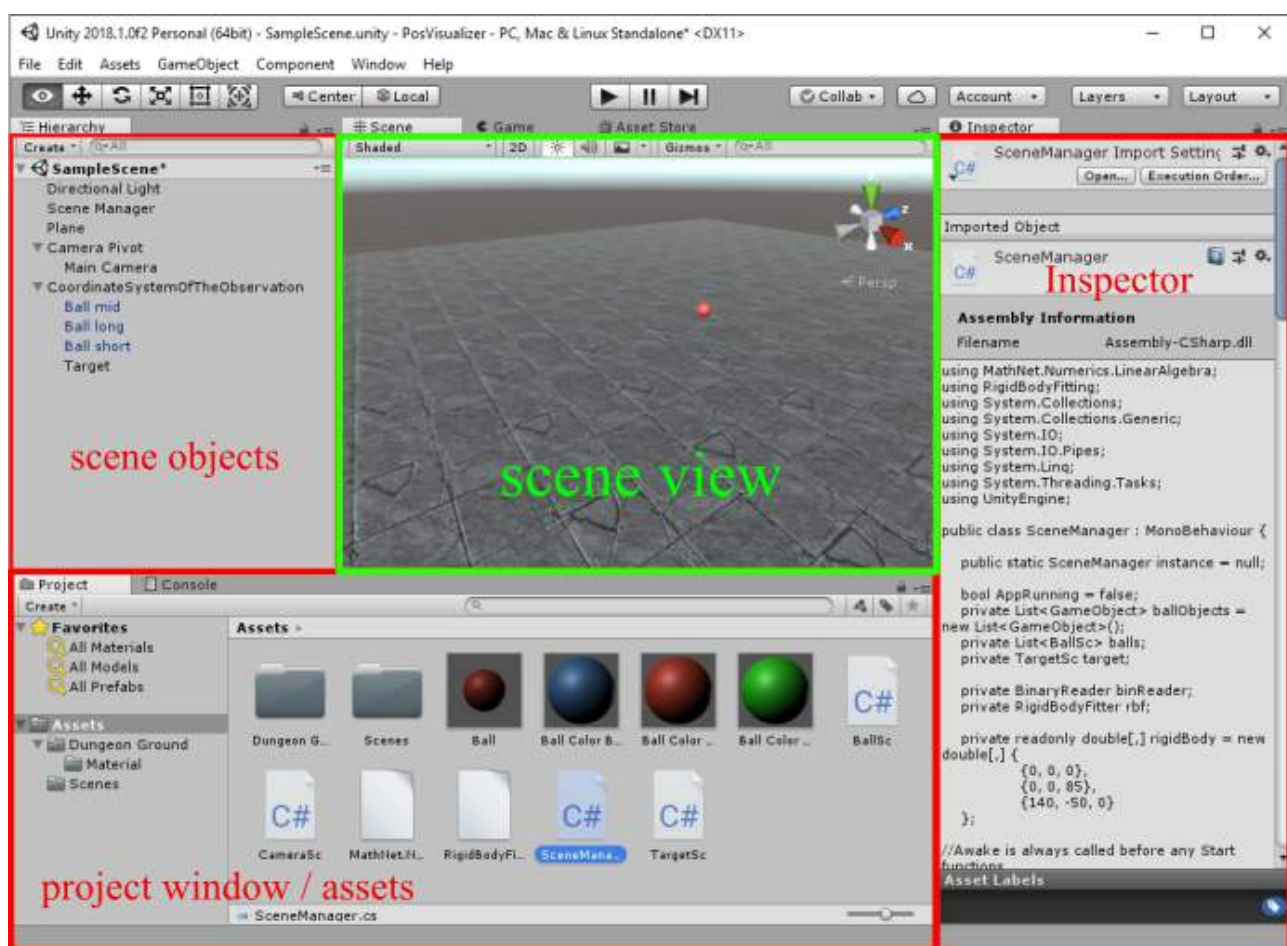 Unity 2018.1.0f2 Personal (64bit) - SampleScene.unity - PosVisualizer - PC, Mac & Linux Standalone* <DX11>
File Edit Assets GameObject Component Window Help
Center Local Collab Account Layers Layout
Hierarchy
Create All
SampleScene*
Directional Light
Scene Manager
Plane
Camera Pivot
Main Camera
CoordinateSystemOfTheObservation
Ball mid
Ball long
Ball short
Target
scene objects
Scene Game Asset Store
Shaded 2D Gizmos All
y
z
x
Persp
scene view
Inspector
SceneManager Import Setting
C#
Open... Execution Order...
Imported Object
SceneManager
C#
Inspector
Assembly Information
Filename Assembly-CSharp.dll
using MathNet.Numerics.LinearAlgebra;
using RigidBodyFitting;
using System.Collections;
using System.Collections.Generic;
using System.IO;
using System.IO.Pipes;
using System.Linq;
using System.Threading.Tasks;
using UnityEngine;
public class SceneManager : MonoBehaviour {
public static SceneManager instance = null;
bool AppRunning = false;
private List<GameObject> ballObjects =
new List<GameObject>();
private List<BallSc> balls;
private TargetSc target;
private BinaryReader binReader;
private RigidBodyFitter rbf;
private readonly double[,] rigidBody = new
double[,] {
{0, 0, 0},
{0, 0, 85},
{140, -50, 0}
};
//Awake is always called before any Start
functions
Asset Labels
Project Console
Create
Favorites
All Materials
All Models
All Prefabs
Assets
Dungeon Ground
Material
Scenes
Assets
C#
Dungeon G... Scenes Ball Ball Color B... Ball Color ... Ball Color ... BallSc
C# C# C#
CameraSc MathNet.N... RigidBodyFi... SceneMana... TargetSc
project window / assets
SceneManager.cs